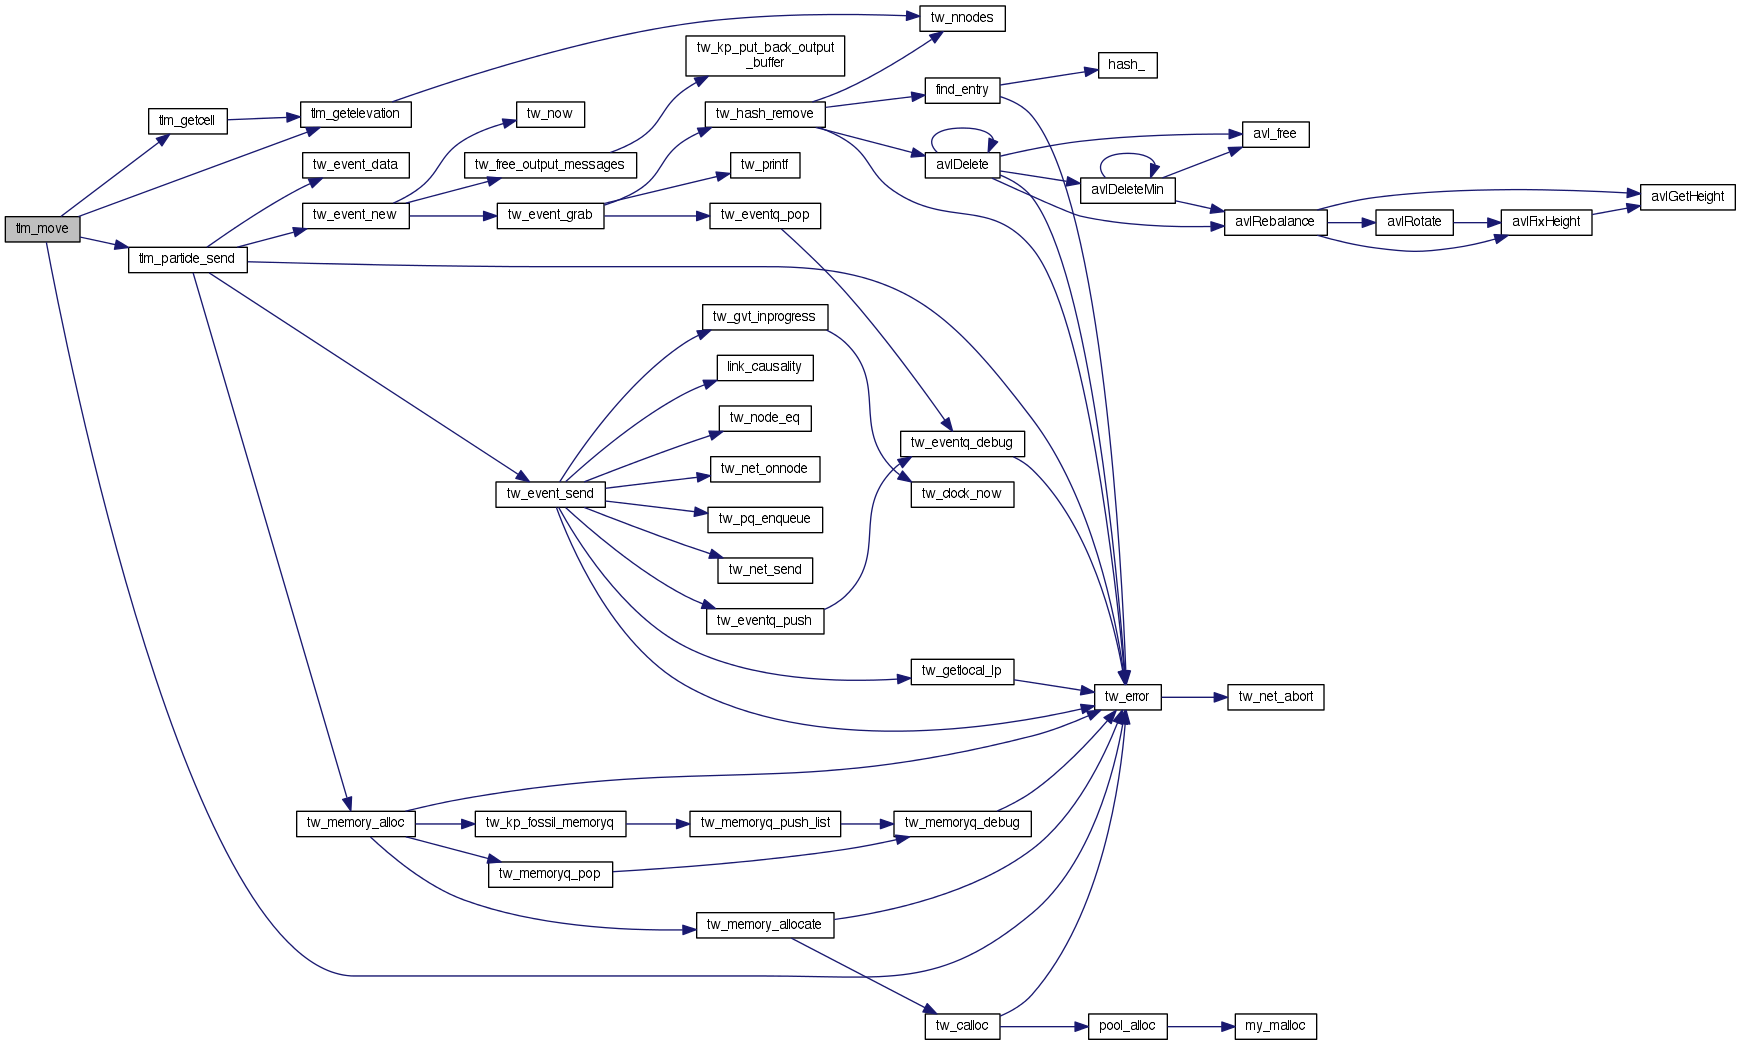 tlm_move
tlm_getcell
tlm_getelevation
tw_nnodes
tlm_particle_send
tw_event_data
tw_event_new
tw_now
tw_free_output_messages
tw_kp_put_back_output
_buffer
tw_event_grab
tw_hash_remove
find_entry
hash_
tw_printf
tw_eventq_pop
avlDelete
avl_free
avlDeleteMin
avlRebalance
avlRotate
avlFixHeight
avlGetHeight
tw_event_send
tw_gvt_inprogress
link_causality
tw_node_eq
tw_net_onnode
tw_pq_enqueue
tw_net_send
tw_eventq_push
tw_eventq_debug
tw_clock_now
tw_getlocal_lp
tw_error
tw_net_abort
tw_memory_alloc
tw_kp_fossil_memoryq
tw_memoryq_push_list
tw_memoryq_debug
tw_memoryq_pop
tw_memory_allocate
tw_calloc
pool_alloc
my_malloc